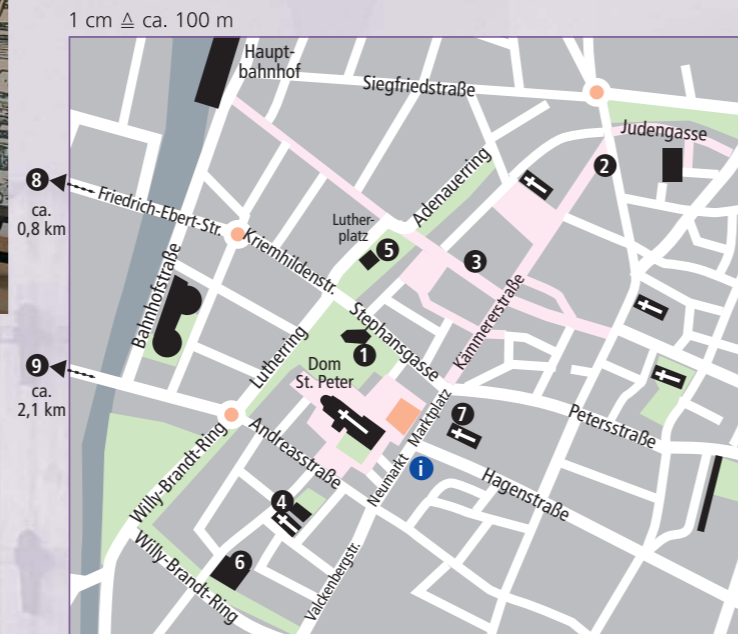 1 cm ≙ ca. 100 m
Haupt-
bahnhof
Siegfriedstraße
Judengasse
2
8
ca.
0,8 km
Friedrich-Ebert-Str.
Kriemhildenstr.
Luther-
platz
5
Adenauerring
3
Bahnhofstraße
Lutherring
Stephansgasse
Kämmererstraße
1
Dom
St. Peter
9
ca.
2,1 km
Marktplatz
7
Petersstraße
Willy-Brandt-Ring
Andreasstraße
Neumarkt
i
Hagenstraße
4
6
Willy-Brandt-Ring
Valckenbergstr.